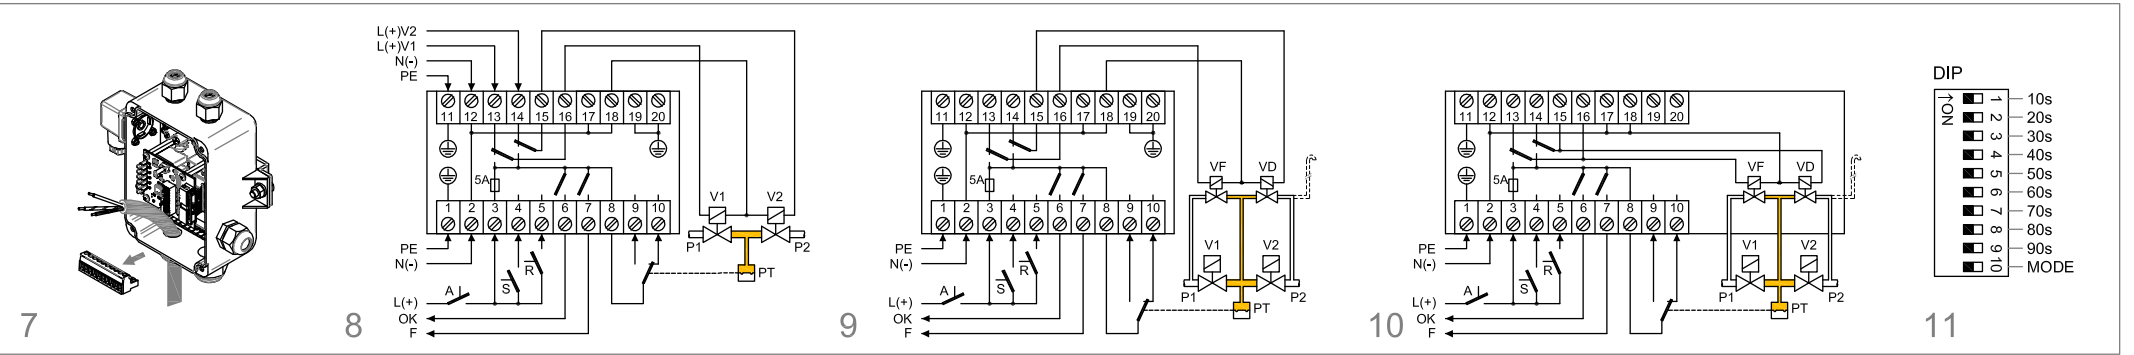 7
8
L(+)V2
L(+)V1
N(-)
PE
11 12 13 14 15 16 17 18 19 20
5A
1 2 3 4 5 6 7 8 9 10
V1 V2
P1 P2
PT
PE
N(-)
A S R
L(+)
OK
F
9
11 12 13 14 15 16 17 18 19 20
5A
1 2 3 4 5 6 7 8 9 10
VF VD
V1 V2
P1 P2
PT
PE
N(-)
A S R
L(+)
OK
F
10
11 12 13 14 15 16 17 18 19 20
5A
1 2 3 4 5 6 7 8 9 10
VF VD
V1 V2
P1 P2
PT
PE
N(-)
A S R
L(+)
OK
F
11
DIP
↑ON
1 10s
2 20s
3 30s
4 40s
5 50s
6 60s
7 70s
8 80s
9 90s
10 MODE